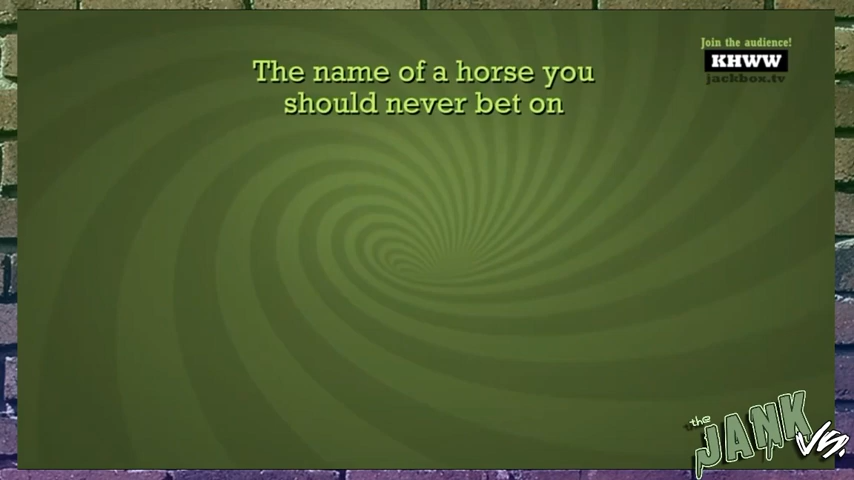 The name of a horse you
should never bet on
Join the audience!
KHWW
jackbox.tv
the
JANK
VS.